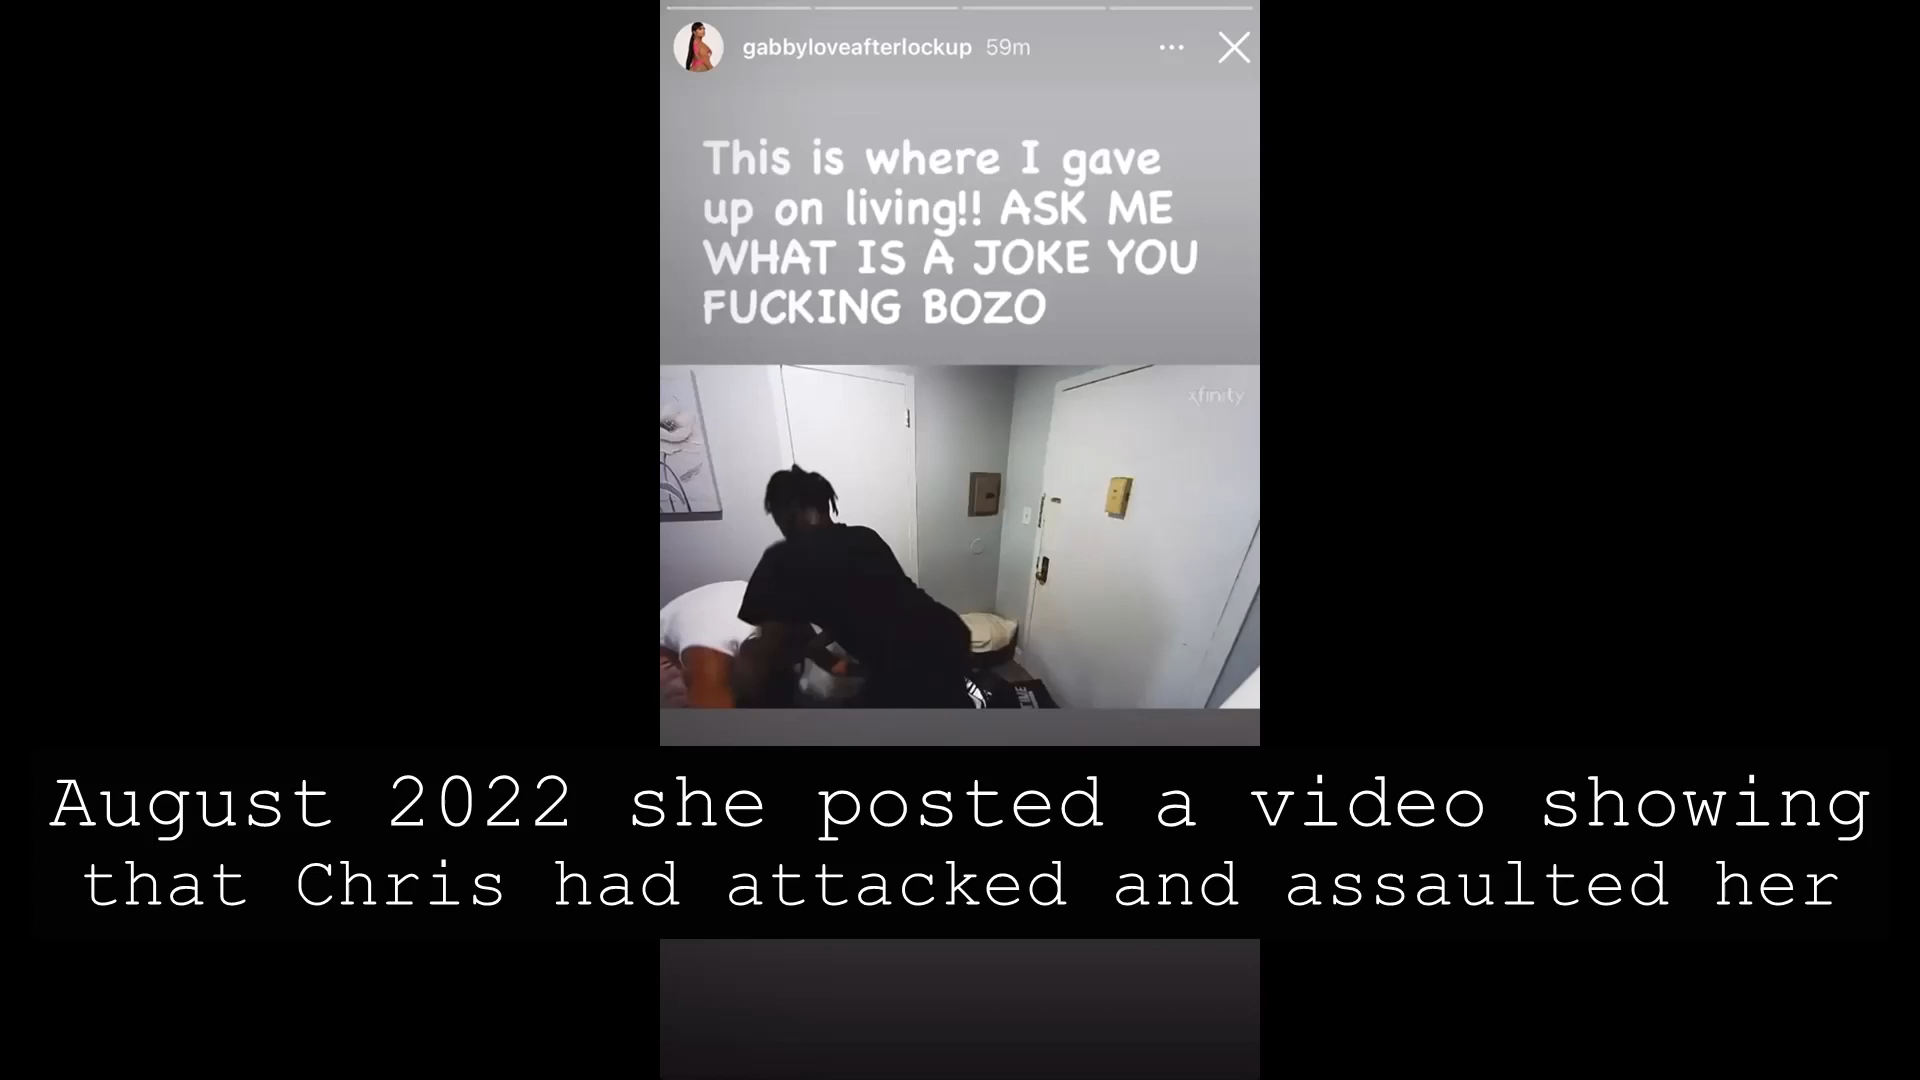 gabbyloveafterlockup 59m
This is where I gave
up on living!! ASK ME
WHAT IS A JOKE YOU
FUCKING BOZO
xfinity
August 2022 she posted a video showing
that Chris had attacked and assaulted her